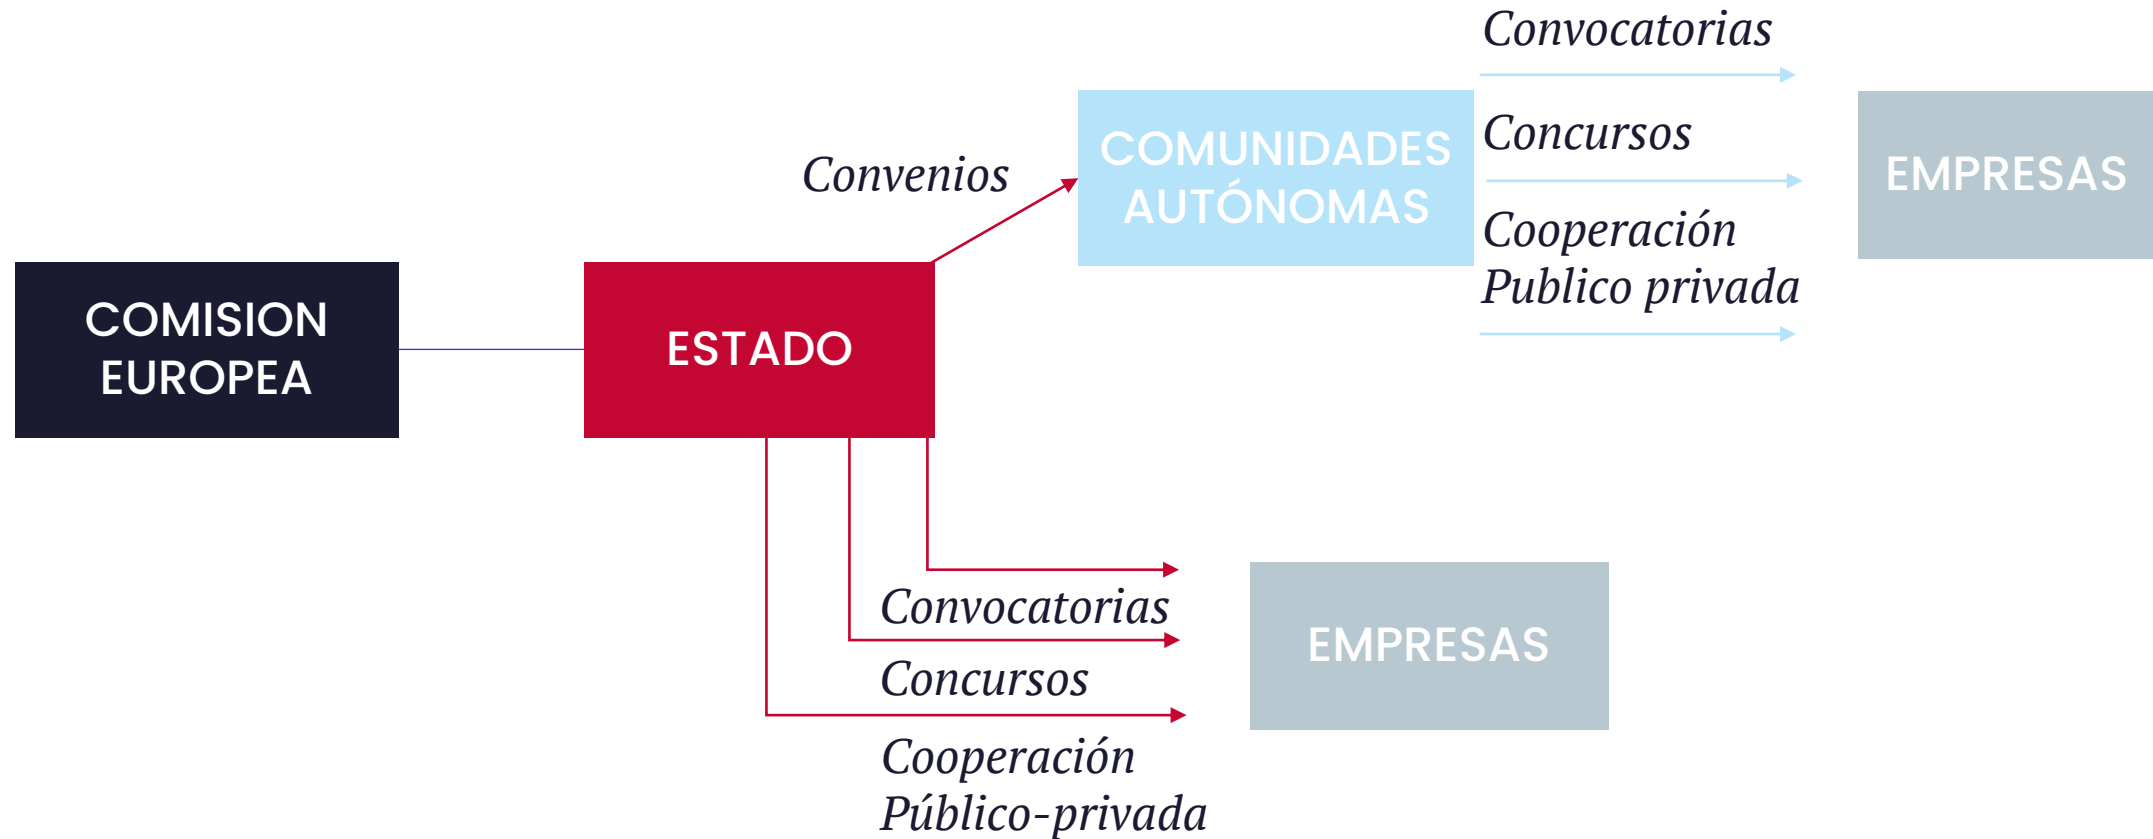 Convocatorias
COMUNIDADES
AUTÓNOMAS
Concursos
EMPRESAS
Convenios
Cooperación
Publico privada
COMISION
EUROPEA
ESTADO
Convocatorias
Concursos
EMPRESAS
Cooperación
Público-privada